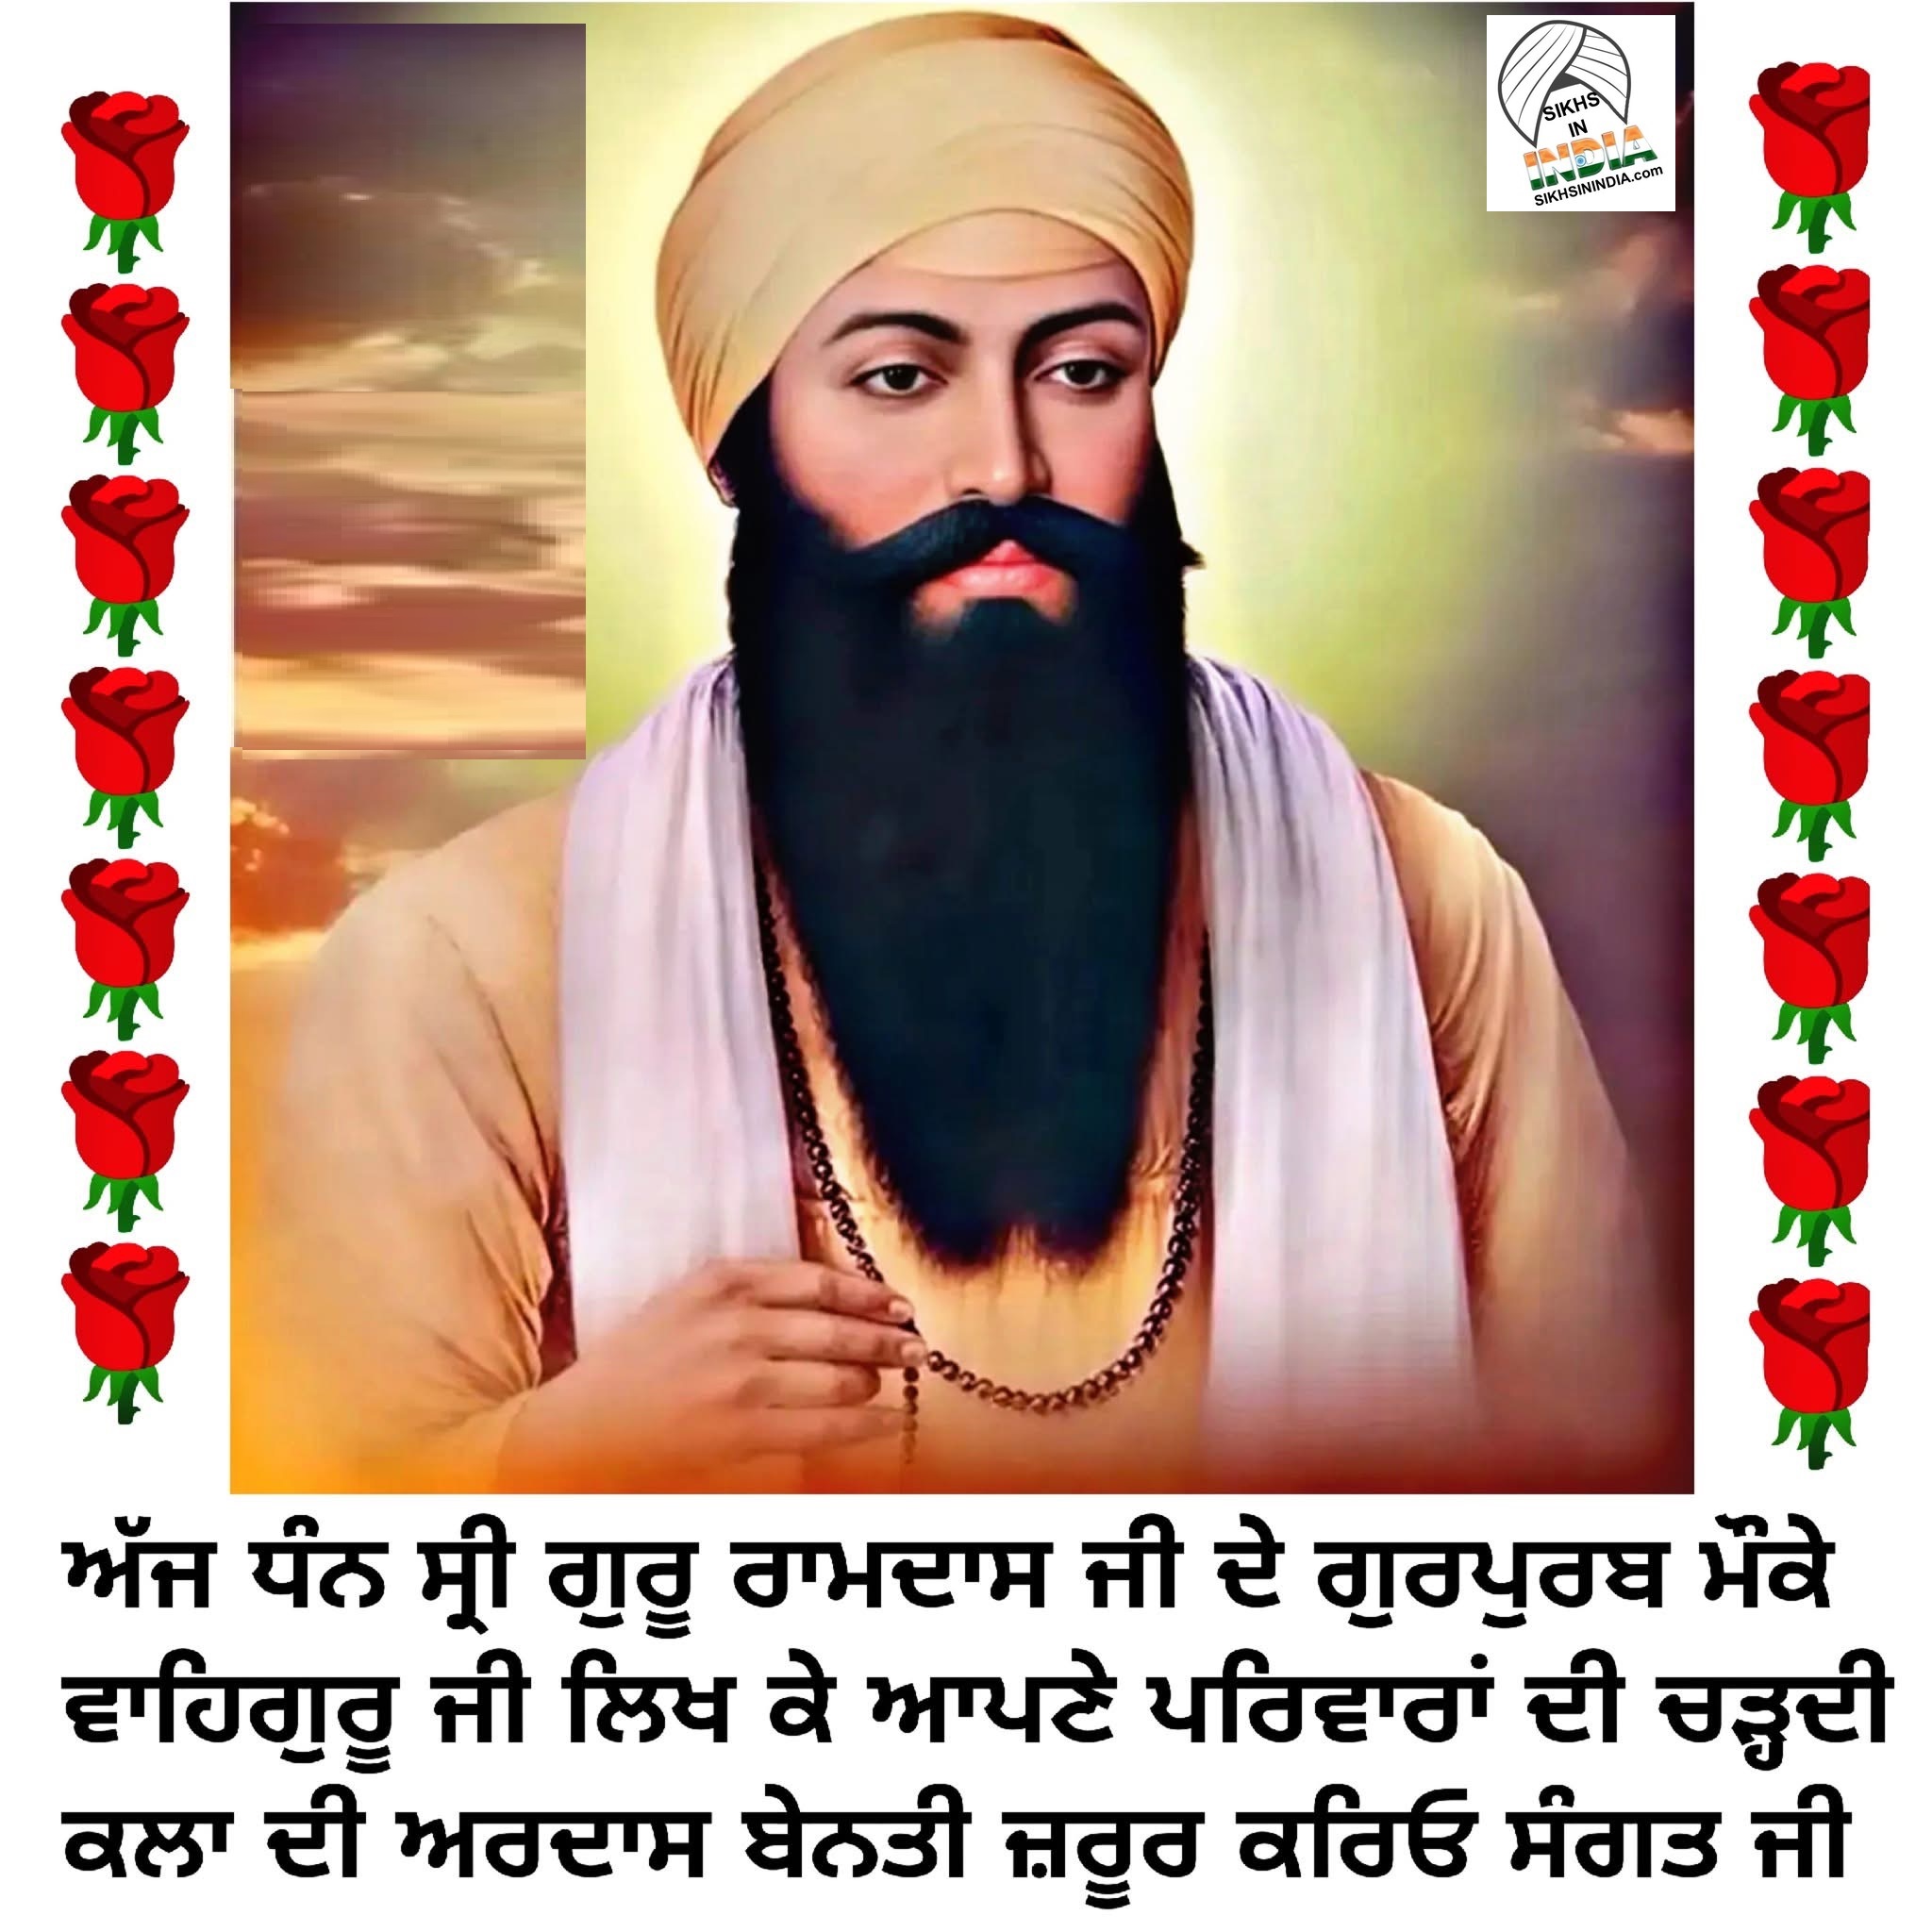 SIKHS
IN
INDIA
SIKHSININDIA.com
ਅੱਜ ਧੰਨ ਸ੍ਰੀ ਗੁਰੂ ਰਾਮਦਾਸ ਜੀ ਦੇ ਗੁਰਪੁਰਬ ਮੌਕੇ
ਵਾਹਿਗੁਰੂ ਜੀ ਲਿਖ ਕੇ ਆਪਣੇ ਪਰਿਵਾਰਾਂ ਦੀ ਚੜ੍ਹਦੀ
ਕਲਾ ਦੀ ਅਰਦਾਸ ਬੇਨਤੀ ਜ਼ਰੂਰ ਕਰਿਓ ਸੰਗਤ ਜੀ